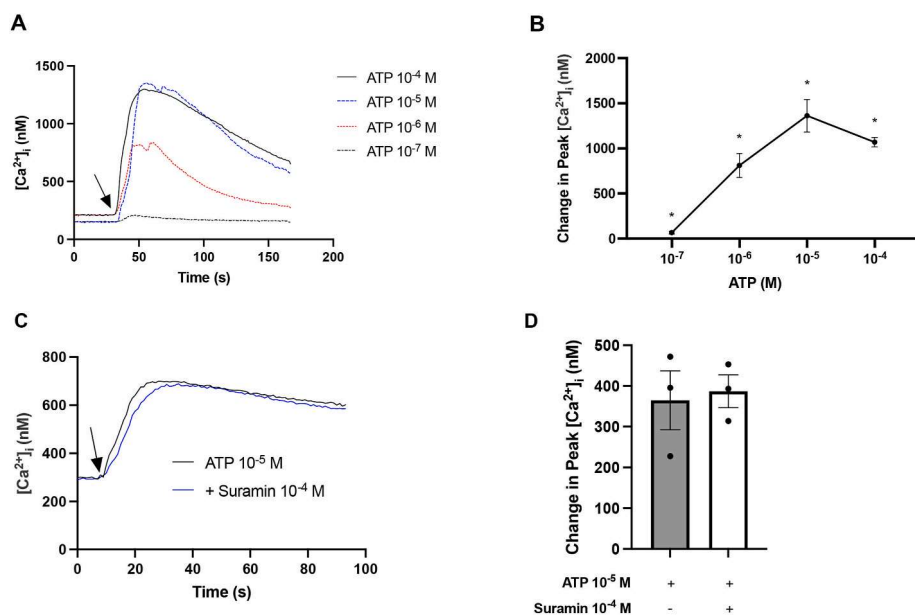 A
1500
1000
500
0
[Ca²⁺]ᵢ (nM)
0 50 100 150 200
Time (s)
ATP 10⁻⁴ M
ATP 10⁻⁵ M
ATP 10⁻⁶ M
ATP 10⁻⁷ M
B
2000
1500
1000
500
0
Change in Peak [Ca²⁺]ᵢ (nM)
* * * *
10⁻⁷ 10⁻⁶ 10⁻⁵ 10⁻⁴
ATP (M)
C
800
600
400
200
0
[Ca²⁺]ᵢ (nM)
ATP 10⁻⁵ M
+ Suramin 10⁻⁴ M
0 20 40 60 80 100
Time (s)
D
500
400
300
200
100
0
Change in Peak [Ca²⁺]ᵢ (nM)
ATP 10⁻⁵ M + +
Suramin 10⁻⁴ M - +